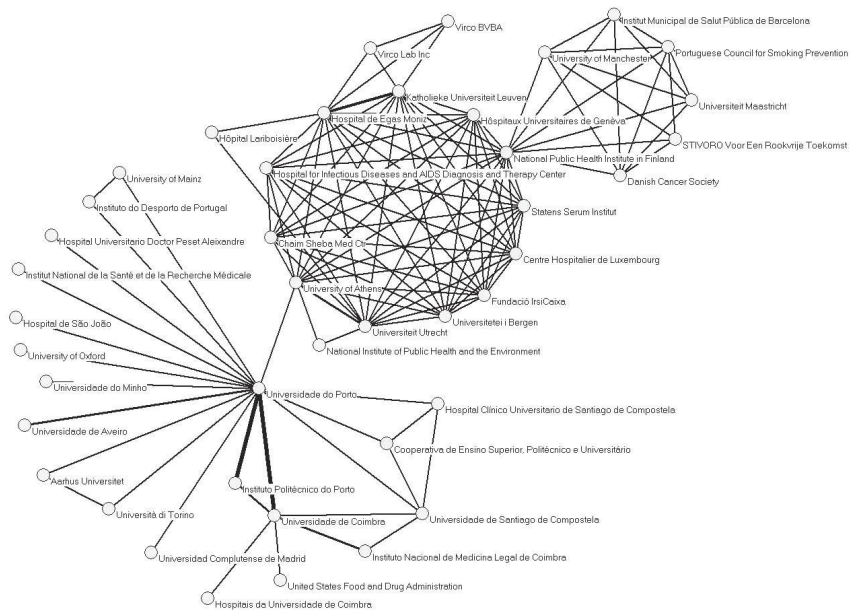 Institut Municipal de Salut Pública de Barcelona
Virco BVBA
Portuguese Council for Smoking Prevention
Virco Lab Inc
University of Manchester
Katholieke Universiteit Leuven
Universiteit Maastricht
Hospital de Egas Moniz
Hôspitaux Universitaires de Genèva
Hôpital Lariboisière
STIVORO Voor Een Rookvrije Toekomst
National Public Health Institute in Finland
Hospital for Infectious Diseases and AIDS Diagnosis and Therapy Center
University of Mainz
Danish Cancer Society
Instituto do Desporto de Portugal
Statens Serum Institut
Hospital Universitario Doctor Peset Aleixandre
Chaim Sheba Med Ctr
Centre Hospitalier de Luxembourg
Institut National de la Santé et de la Recherche Médicale
University of Athens
Fundació IrsiCaixa
Hospital de São João
Universitetei i Bergen
Universiteit Utrecht
National Institute of Public Health and the Environment
University of Oxford
Universidade do Minho
Universidade do Porto
Hospital Clínico Universitario de Santiago de Compostela
Universidade de Aveiro
Cooperativa de Ensino Superior, Politécnico e Universitário
Aarhus Universitet
Instituto Politécnico do Porto
Università di Torino
Universidade de Coimbra
Universidade de Santiago de Compostela
Universidad Complutense de Madrid
Instituto Nacional de Medicina Legal de Coimbra
United States Food and Drug Administration
Hospitais da Universidade de Coimbra